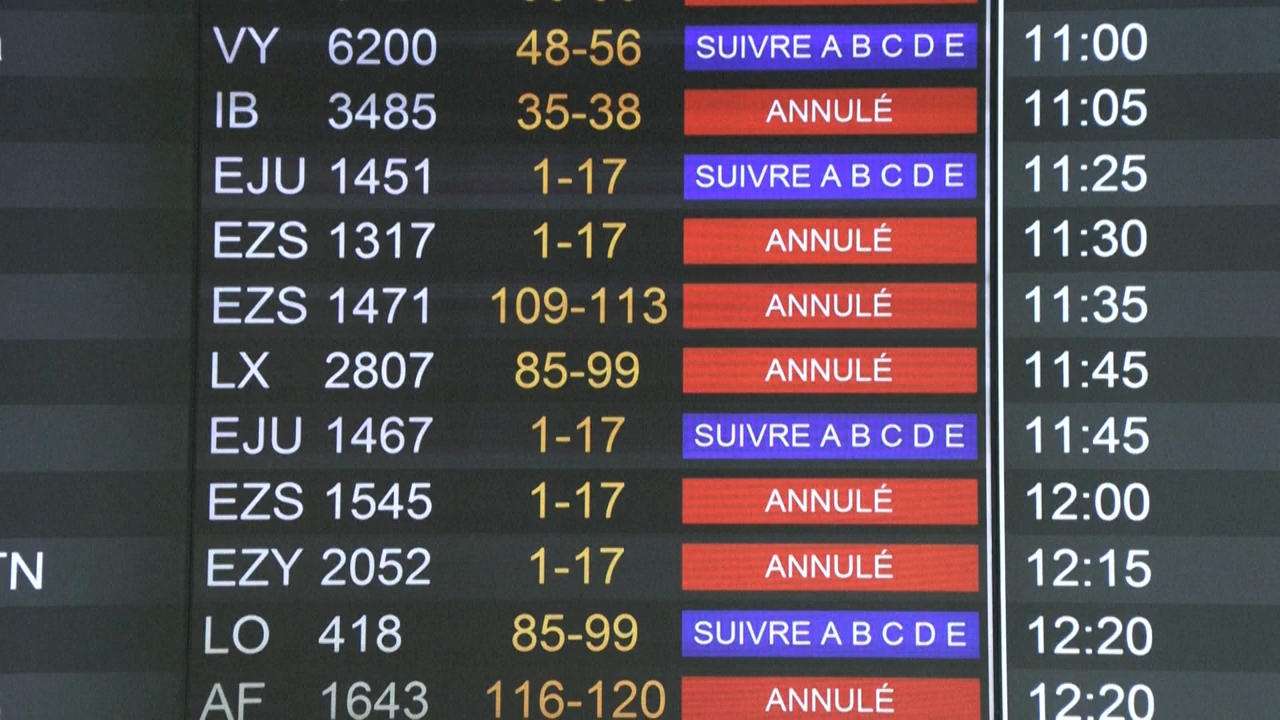 VY 6200 48-56 SUIVRE A B C D E 11:00
IB 3485 35-38 ANNULÉ 11:05
EJU 1451 1-17 SUIVRE A B C D E 11:25
EZS 1317 1-17 ANNULÉ 11:30
EZS 1471 109-113 ANNULÉ 11:35
LX 2807 85-99 ANNULÉ 11:45
EJU 1467 1-17 SUIVRE A B C D E 11:45
EZS 1545 1-17 ANNULÉ 12:00
TN EZY 2052 1-17 ANNULÉ 12:15
LO 418 85-99 SUIVRE A B C D E 12:20
AF 1643 116-120 ANNULÉ 12:20